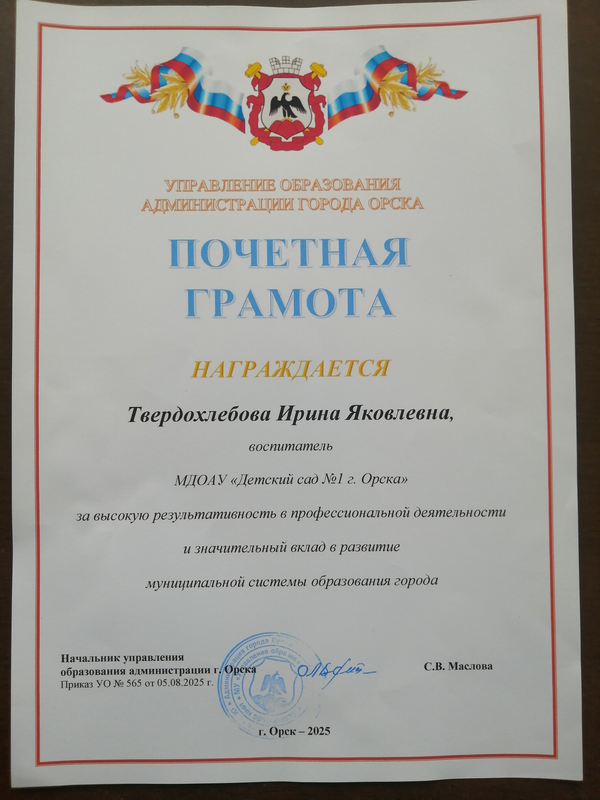 УПРАВЛЕНИЕ ОБРАЗОВАНИЯ
АДМИНИСТРАЦИИ ГОРОДА ОРСКА
ПОЧЕТНАЯ
ГРАМОТА
НАГРАЖДАЕТСЯ
Твердохлебова Ирина Яковлевна,
воспитатель
МДОАУ «Детский сад №1 г. Орска»
за высокую результативность в профессиональной деятельности
и значительный вклад в развитие
муниципальной системы образования города
Начальник управления
образования администрации г. Орска
С.В. Маслова
Приказ УО № 565 от 05.08.2025 г.
г. Орск – 2025